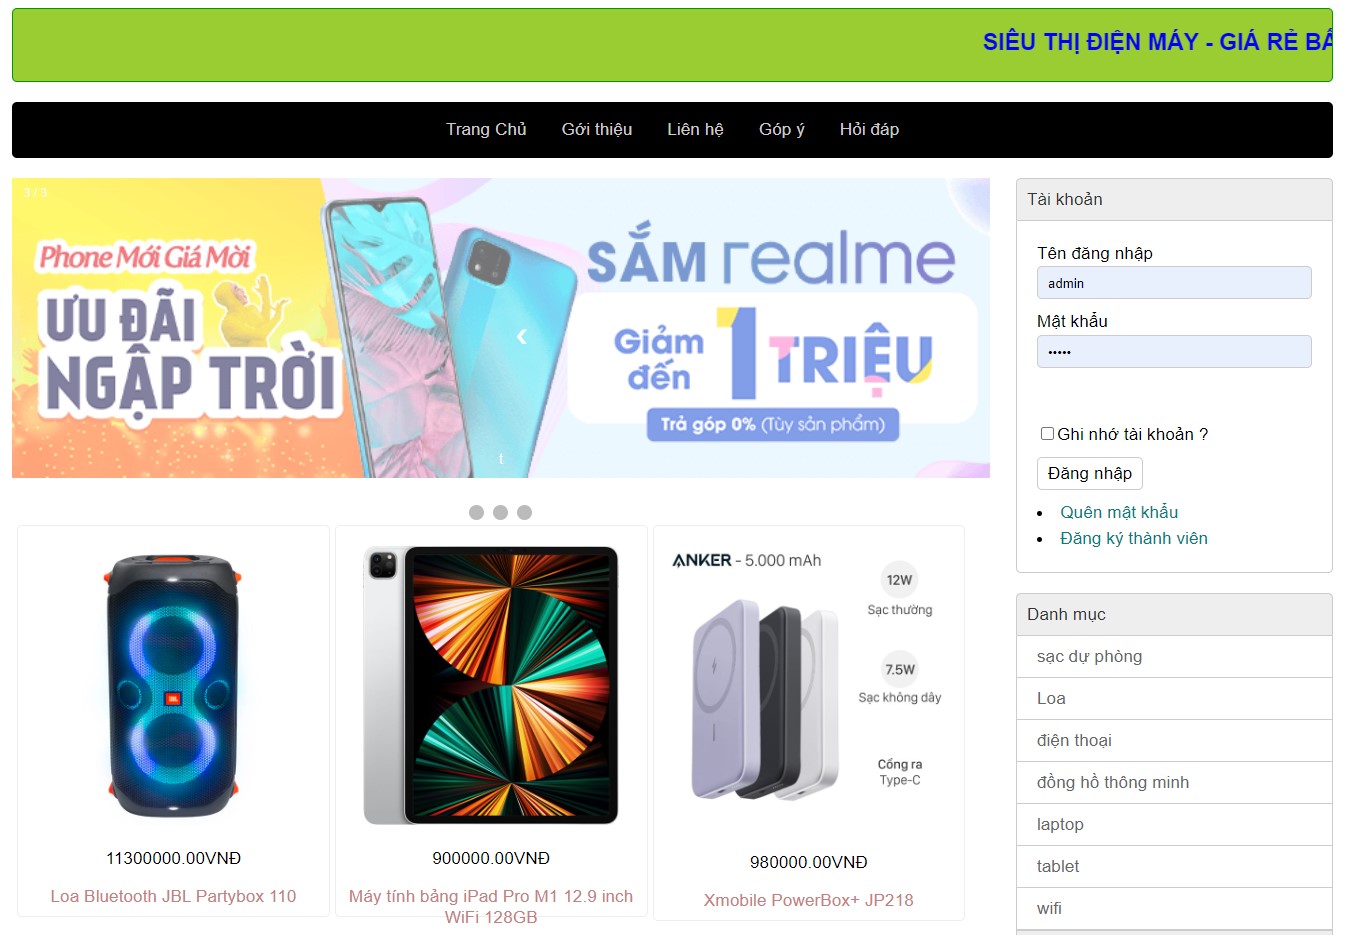 SIÊU THỊ ĐIỆN MÁY - GIÁ RẺ BẤ
Trang Chủ Gới thiệu Liên hệ Góp ý Hỏi đáp
3 / 3
Phone Mới Giá Mời
ƯU ĐÃI
NGẬP TRỜI
SẮM realme
Giảm đến 1 TRIỆU
Trả góp 0% (Tùy sản phẩm)
t
Tài khoản
Tên đăng nhập
admin
Mật khẩu
•••••
Ghi nhớ tài khoản ?
Đăng nhập
Quên mật khẩu
Đăng ký thành viên
JBL
11300000.00VNĐ
Loa Bluetooth JBL Partybox 110
900000.00VNĐ
Máy tính bảng iPad Pro M1 12.9 inch
WiFi 128GB
ANKER - 5.000 mAh
12W
Sạc thường
7.5W
Sạc không dây
Cổng ra
Type-C
980000.00VNĐ
Xmobile PowerBox+ JP218
Danh mục
sạc dự phòng
Loa
điện thoại
đồng hồ thông minh
laptop
tablet
wifi